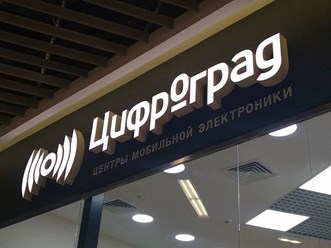 Цифроград
ЦЕНТРЫ МОБИЛЬНОЙ ЭЛЕКТРОНИКИ